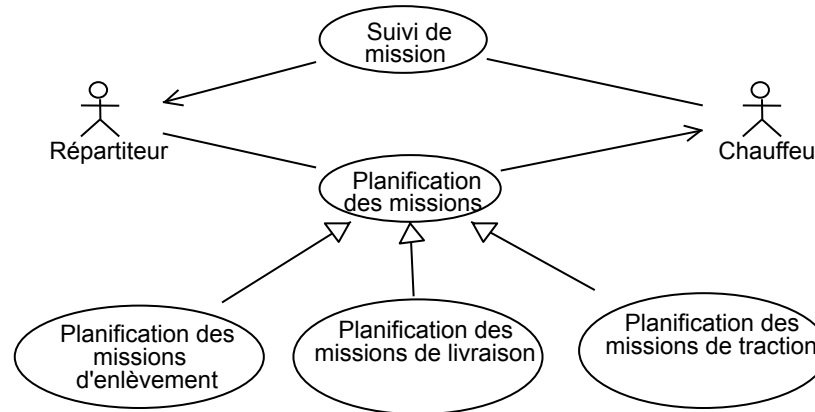 Suivi de
mission
Répartiteur
Chauffeu
Planification
des missions
Planification des
missions
d'enlèvement
Planification des
missions de livraison
Planification des
missions de traction